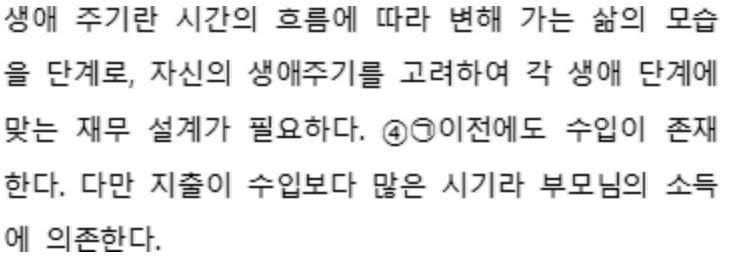 생애 주기란 시간의 흐름에 따라 변해 가는 삶의 모습
을 단계로, 자신의 생애주기를 고려하여 각 생애 단계에
맞는 재무 설계가 필요하다. ④㉠이전에도 수입이 존재
한다. 다만 지출이 수입보다 많은 시기라 부모님의 소득
에 의존한다.